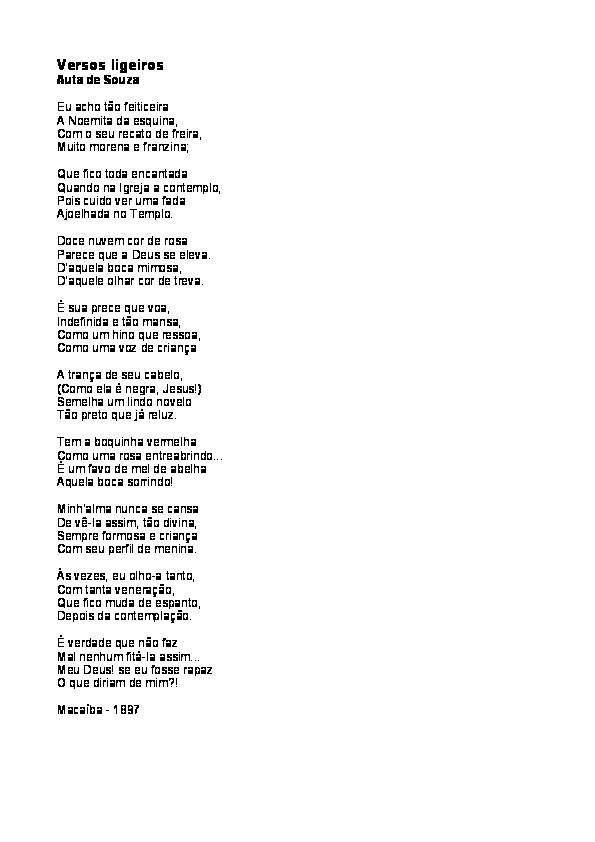 Versos ligeiros
Auta de Souza
Eu acho tão feiticeira
A Noemita da esquina,
Com o seu recato de freira,
Muito morena e franzina;
Que fico toda encantada
Quando na Igreja a contemplo,
Pois cuido ver uma fada
Ajoelhada no Templo.
Doce nuvem cor de rosa
Parece que a Deus se eleva.
D'aquela boca mimosa,
D'aquele olhar cor de treva.
É sua prece que voa,
Indefinida e tão mansa,
Como um hino que ressoa,
Como uma voz de criança
A trança de seu cabelo,
(Como ela é negra, Jesus!)
Semelha um lindo novelo
Tão preto que já reluz.
Tem a boquinha vermelha
Como uma rosa entreabrindo...
É um favo de mel de abelha
Aquela boca sorrindo!
Minh'alma nunca se cansa
De vê-la assim, tão divina,
Sempre formosa e criança
Com seu perfil de menina.
Às vezes, eu olho-a tanto,
Com tanta veneração,
Que fico muda de espanto,
Depois da contemplação.
É verdade que não faz
Mal nenhum fitá-la assim...
Meu Deus! se eu fosse rapaz
O que diriam de mim?!
Macaíba - 1897